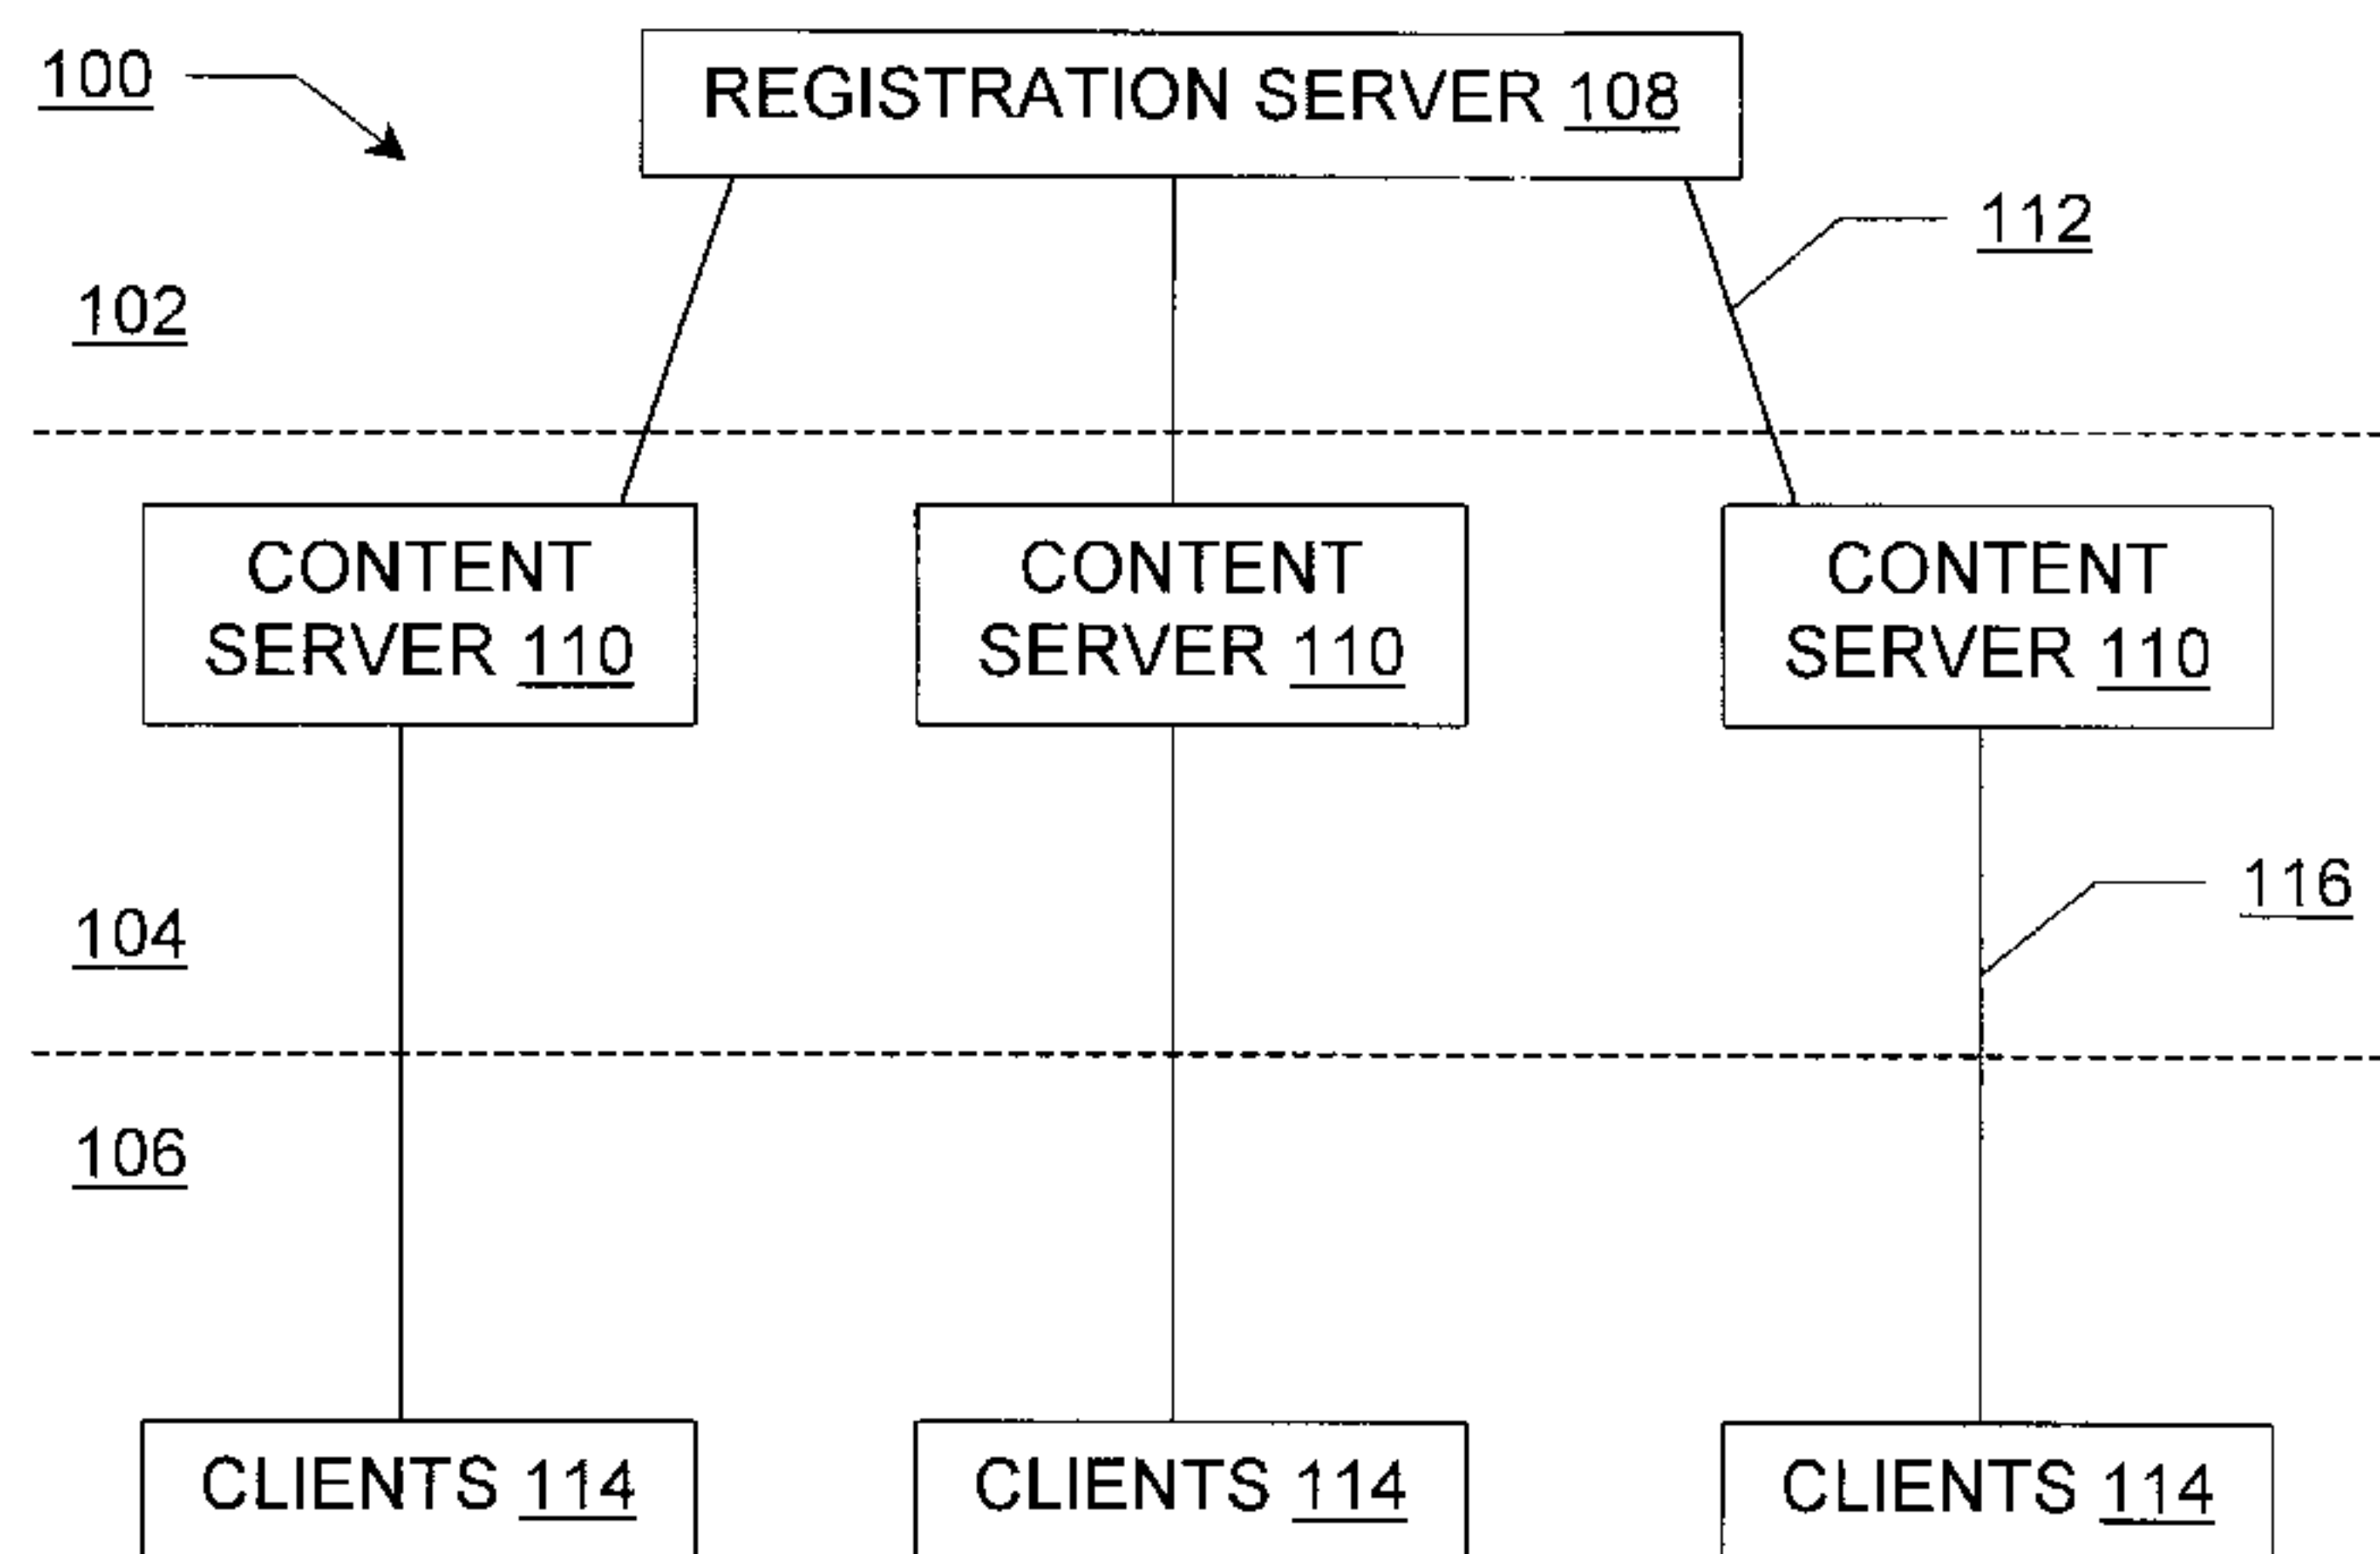 100
REGISTRATION SERVER 108
112
102
CONTENT
SERVER 110
CONTENT
SERVER 110
CONTENT
SERVER 110
116
104
106
CLIENTS 114
CLIENTS 114
CLIENTS 114